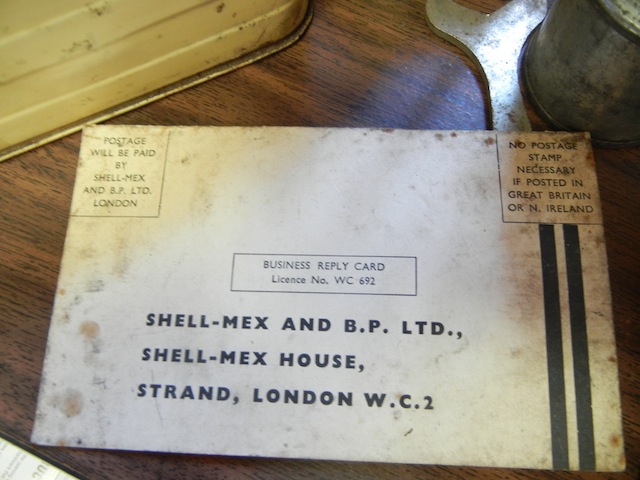 POSTAGE
WILL BE PAID
BY
SHELL-MEX
AND B.P. LTD.
LONDON
NO POSTAGE
STAMP
NECESSARY
IF POSTED IN
GREAT BRITAIN
OR N. IRELAND
BUSINESS REPLY CARD
Licence No. WC 692
SHELL-MEX AND B.P. LTD.,
SHELL-MEX HOUSE,
STRAND, LONDON W.C.2